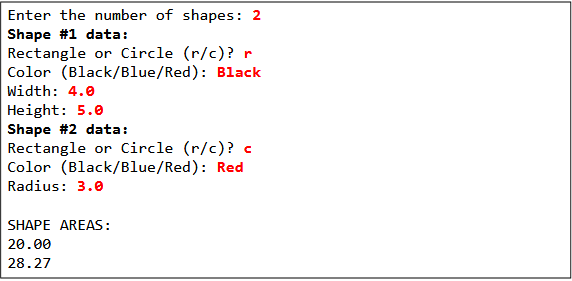 Enter the number of shapes: 2
Shape #1 data:
Rectangle or Circle (r/c)? r
Color (Black/Blue/Red): Black
Width: 4.0
Height: 5.0
Shape #2 data:
Rectangle or Circle (r/c)? c
Color (Black/Blue/Red): Red
Radius: 3.0

SHAPE AREAS:
20.00
28.27